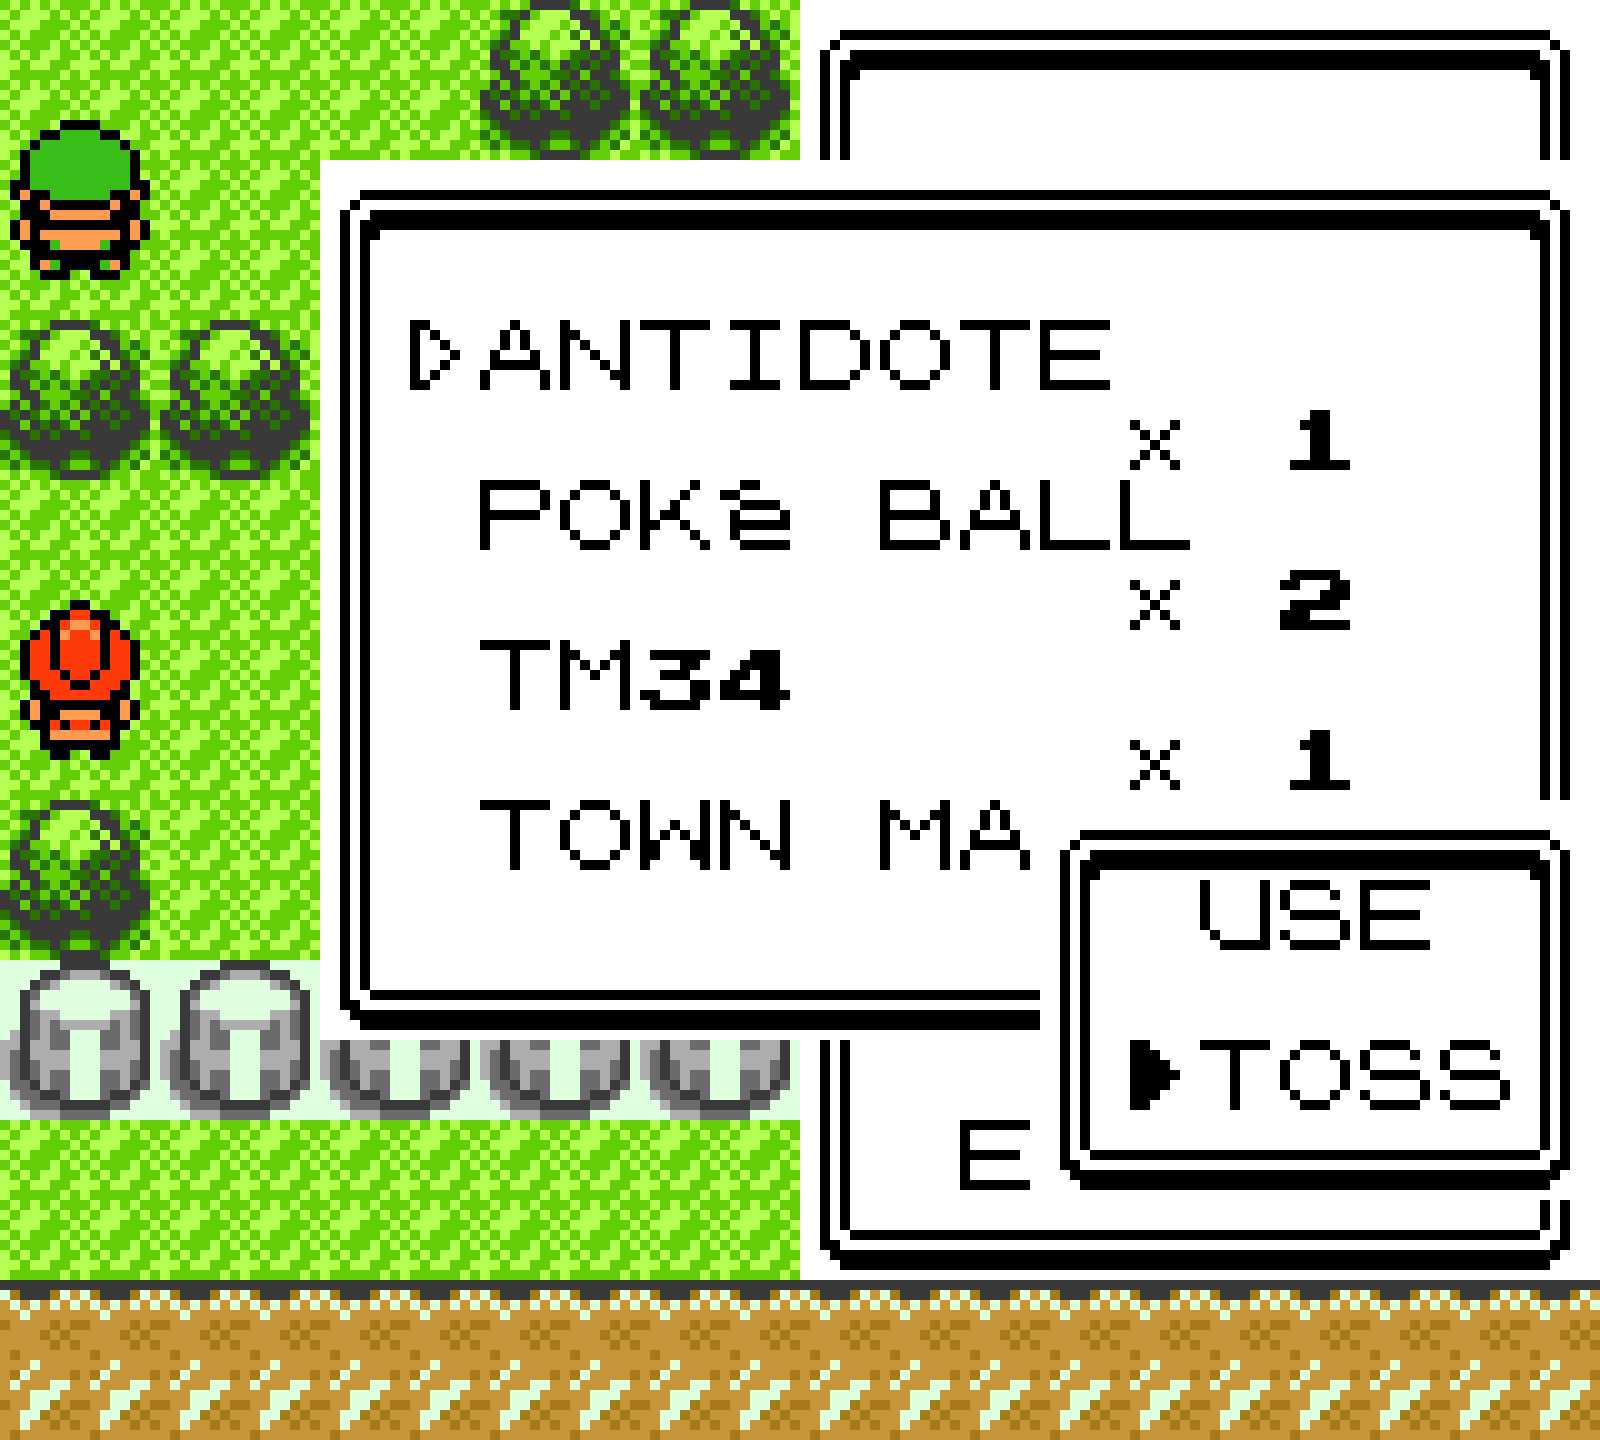 ▷ANTIDOTE
× 1
POKé BALL
× 2
TM34
× 1
TOWN MA
USE
▶TOSS
E